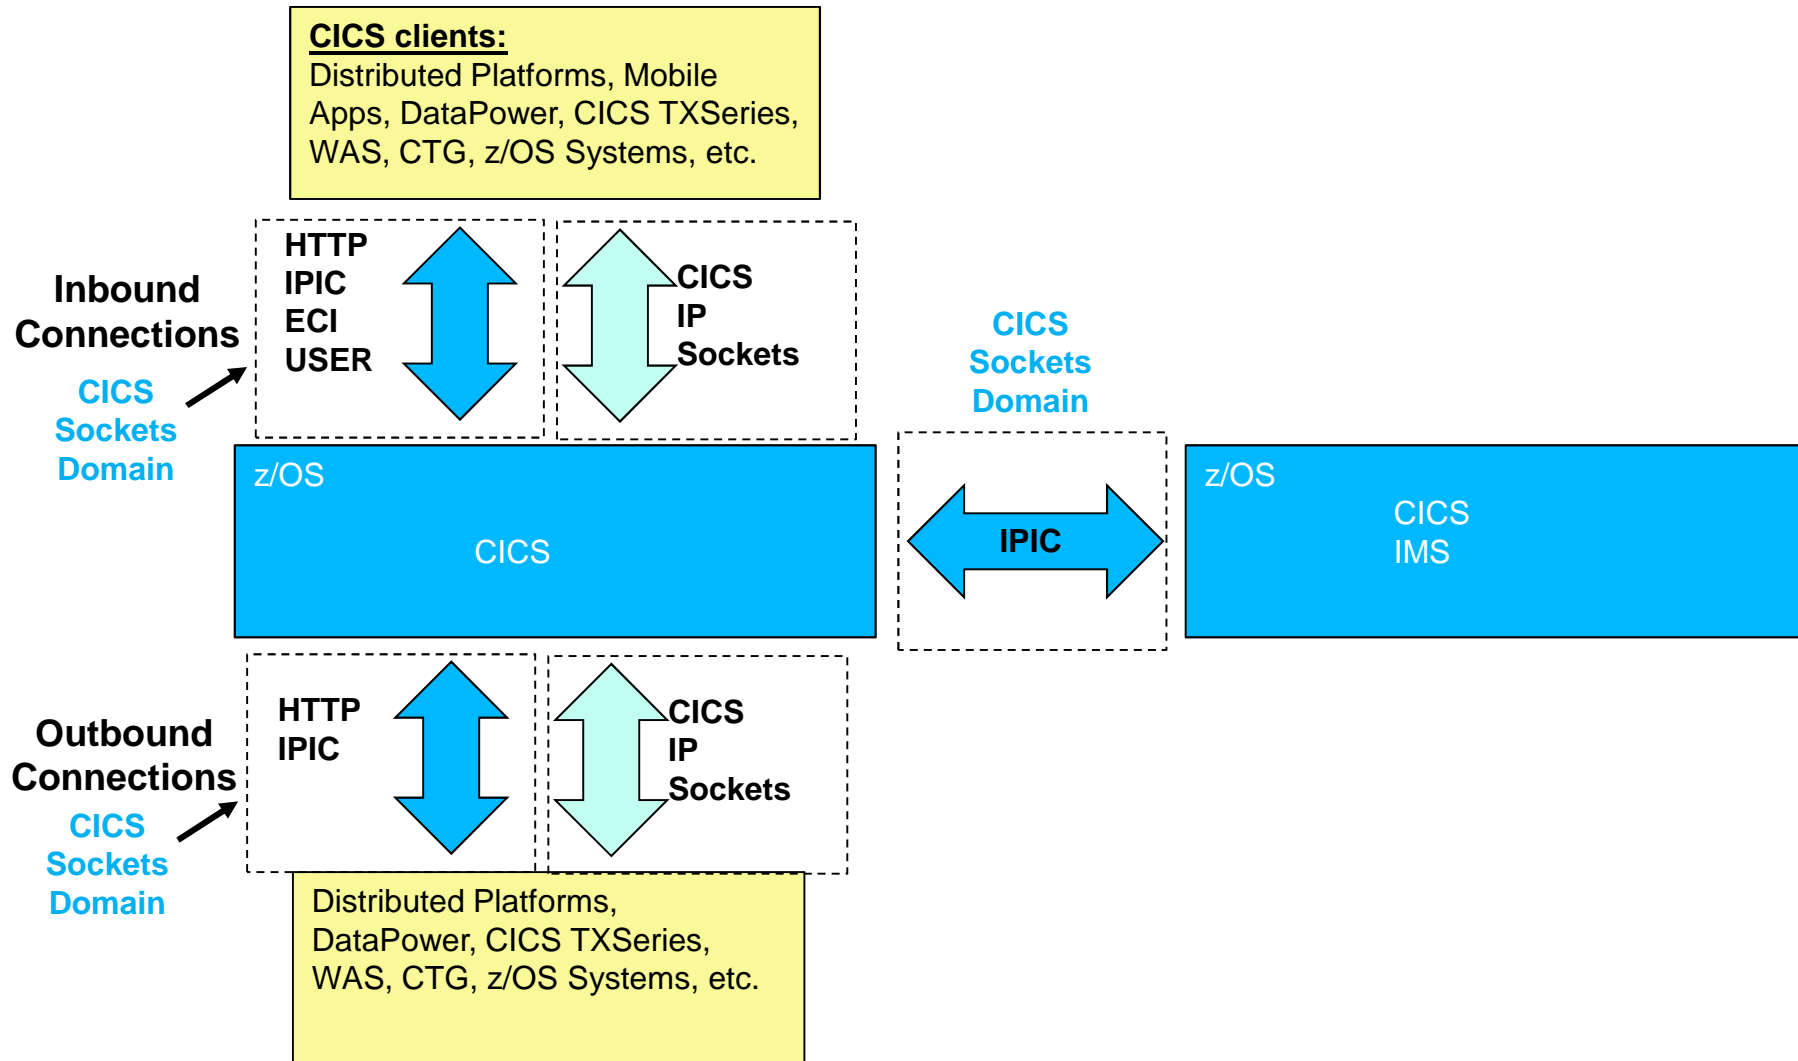 CICS clients:
Distributed Platforms, Mobile
Apps, DataPower, CICS TXSeries,
WAS, CTG, z/OS Systems, etc.
Inbound
Connections
CICS
Sockets
Domain
HTTP
IPIC
ECI
USER
CICS
IP
Sockets
CICS
Sockets
Domain
z/OS
CICS
IPIC
z/OS
CICS
IMS
Outbound
Connections
CICS
Sockets
Domain
HTTP
IPIC
CICS
IP
Sockets
Distributed Platforms,
DataPower, CICS TXSeries,
WAS, CTG, z/OS Systems, etc.